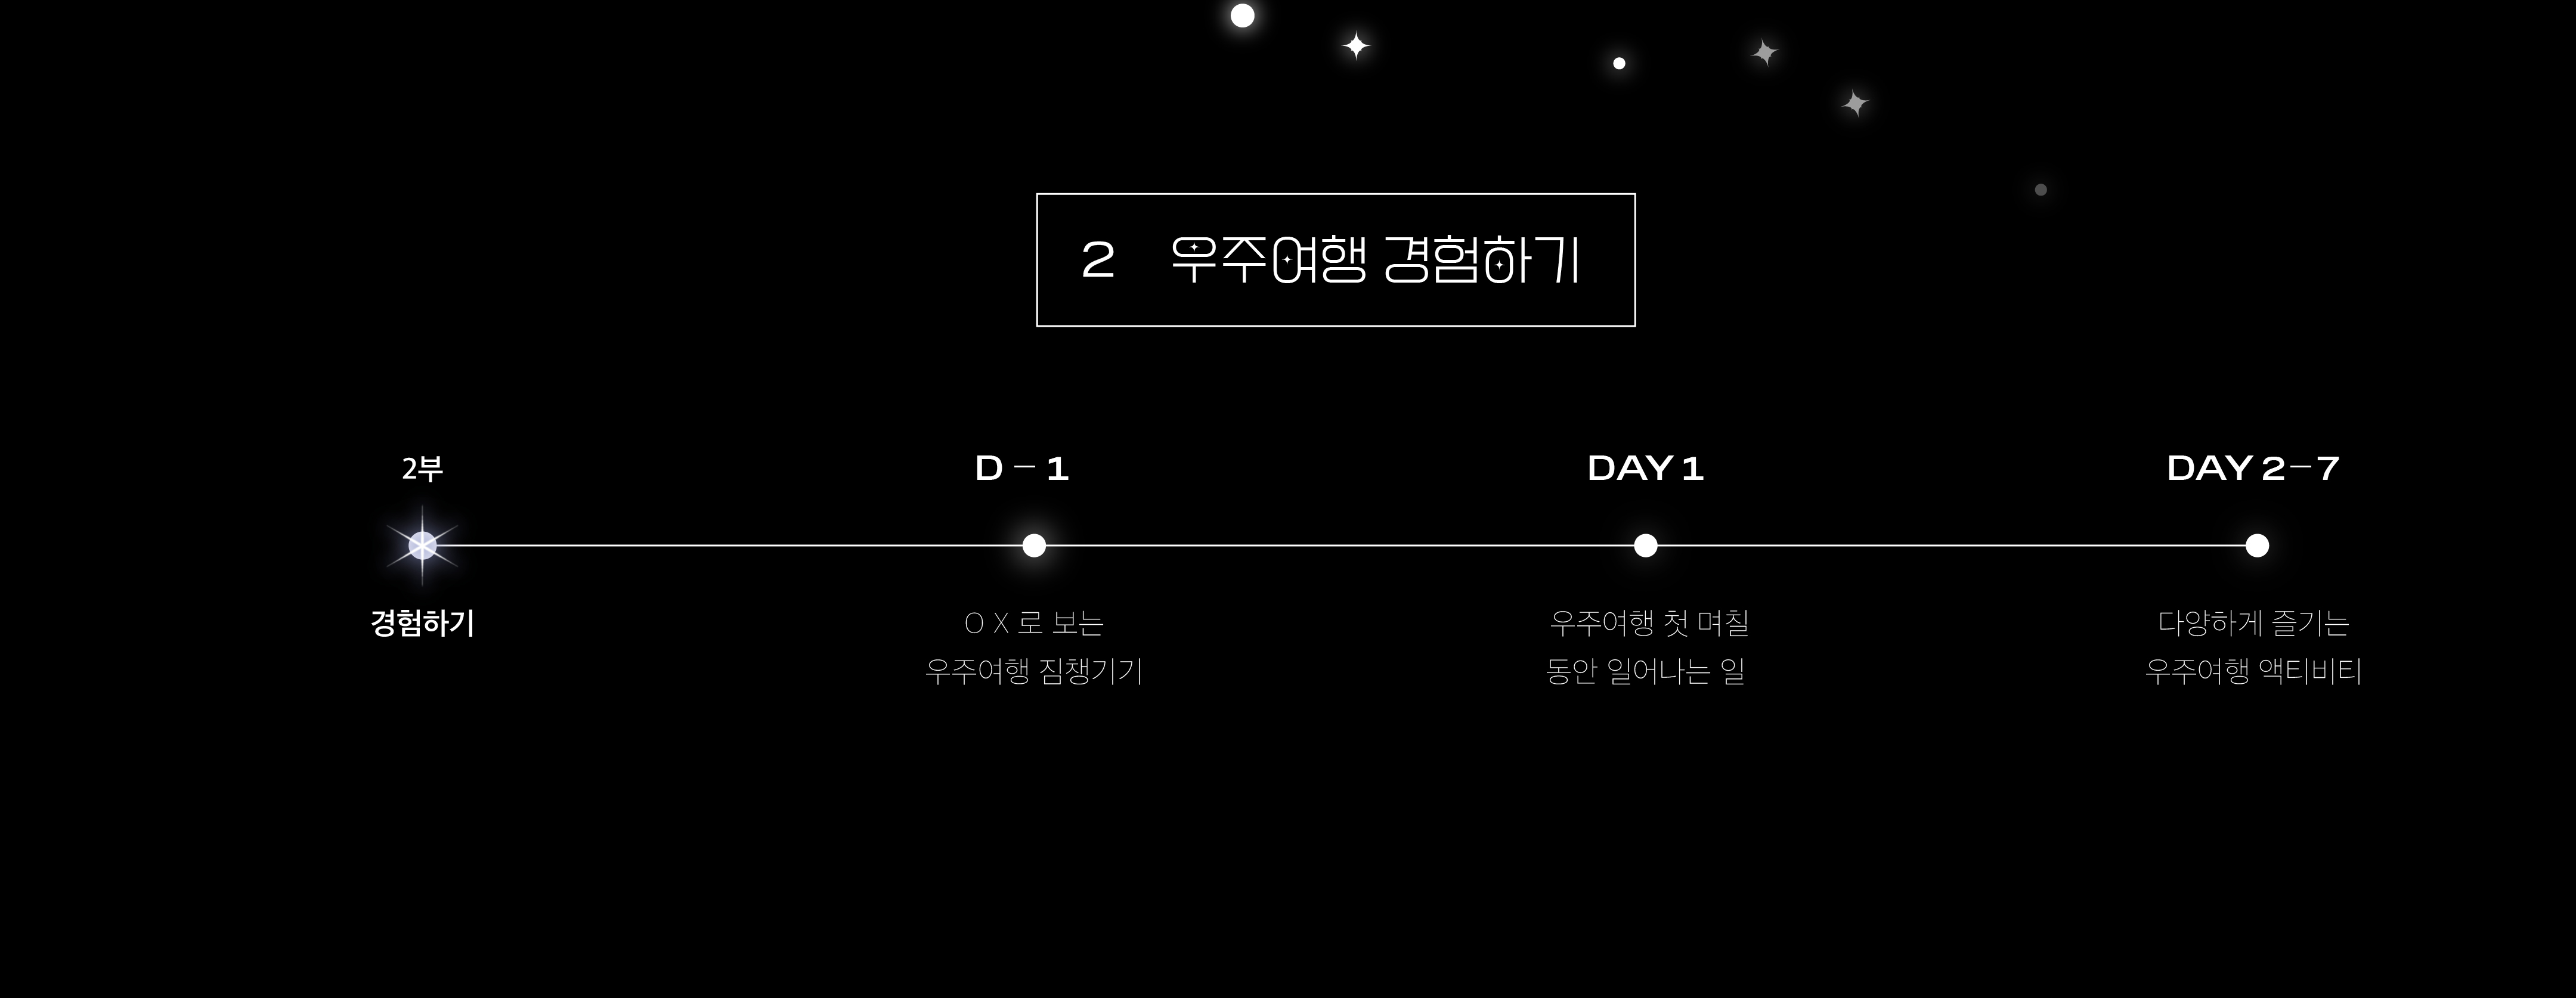 2 우주여행 경험하기
2부
경험하기
D – 1
O X 로 보는
우주여행 짐챙기기
DAY 1
우주여행 첫 며칠
동안 일어나는 일
DAY 2–7
다양하게 즐기는
우주여행 액티비티